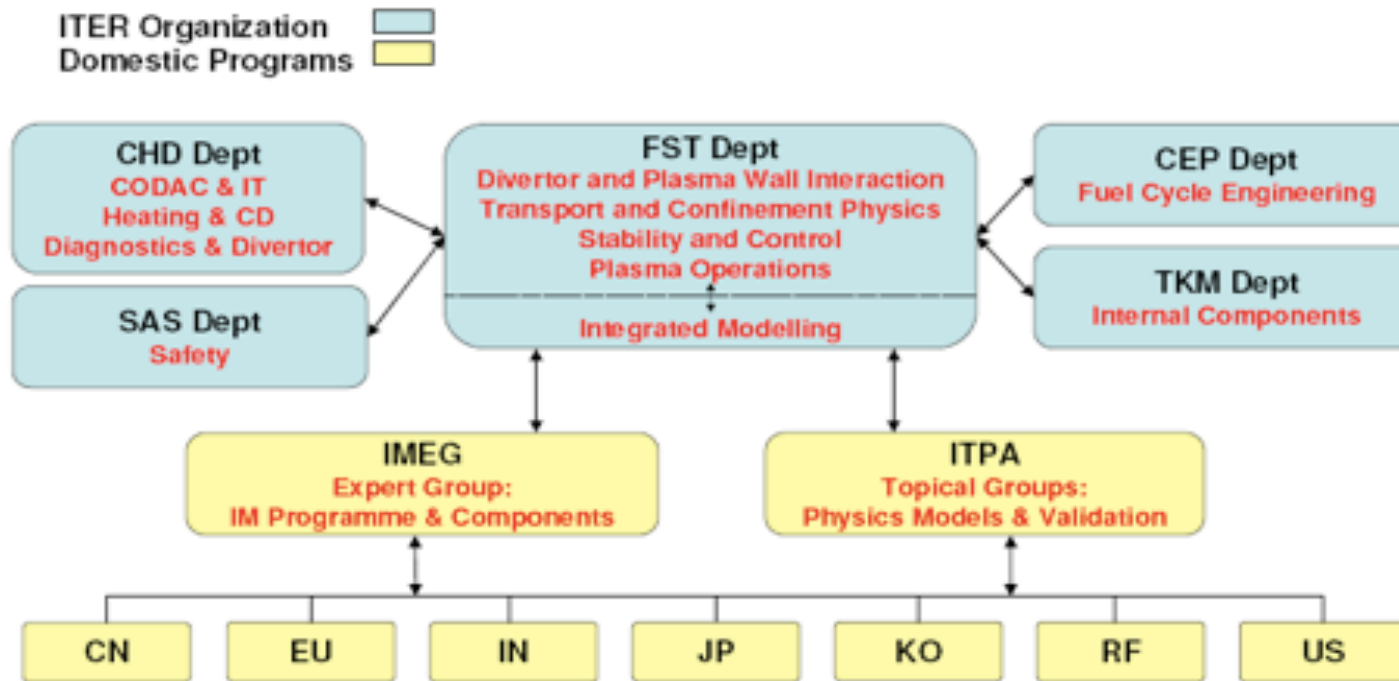 ITER Organization
Domestic Programs
CHD Dept
CODAC & IT
Heating & CD
Diagnostics & Divertor
SAS Dept
Safety
FST Dept
Divertor and Plasma Wall Interaction
Transport and Confinement Physics
Stability and Control
Plasma Operations
Integrated Modelling
CEP Dept
Fuel Cycle Engineering
TKM Dept
Internal Components
IMEG
Expert Group:
IM Programme & Components
ITPA
Topical Groups:
Physics Models & Validation
CN
EU
IN
JP
KO
RF
US